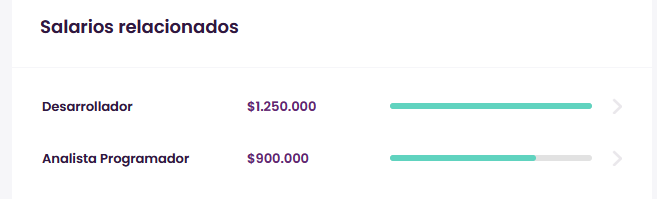 Salarios relacionados
Desarrollador $1.250.000
Analista Programador $900.000